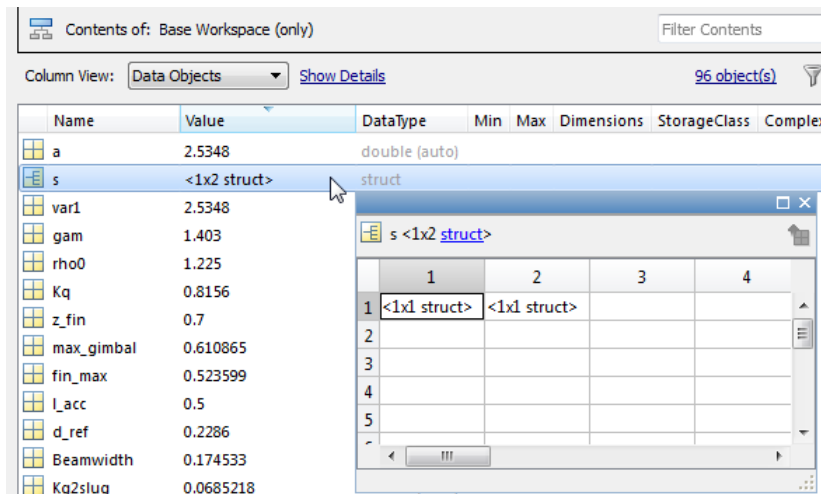 Contents of: Base Workspace (only) Filter Contents
Column View: Data Objects Show Details 96 object(s)
Name Value DataType Min Max Dimensions StorageClass Complex
a 2.5348 double (auto)
s <1x2 struct> struct
var1 2.5348
gam 1.403
rho0 1.225
Kq 0.8156
z_fin 0.7
max_gimbal 0.610865
fin_max 0.523599
l_acc 0.5
d_ref 0.2286
Beamwidth 0.174533
Kg2slug 0.0685218
s <1x2 struct>
1 2 3 4
1 <1x1 struct> <1x1 struct>
2
3
4
5